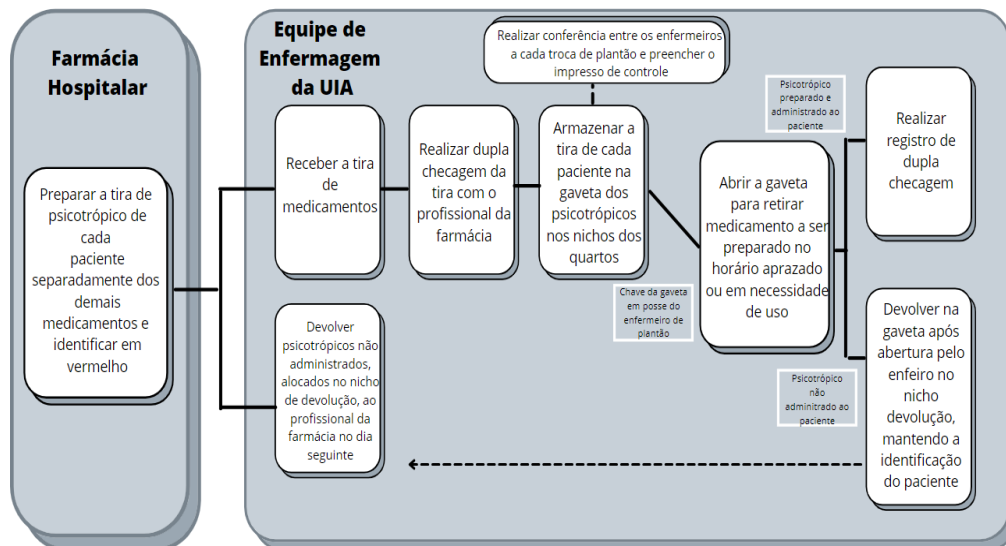 Farmácia
Hospitalar
Preparar a tira de
psicotrópico de
cada
paciente
separadamente dos
demais
medicamentos e
identificar em
vermelho
Equipe de
Enfermagem
da UIA
Realizar conferência entre os enfermeiros
a cada troca de plantão e preencher o
impresso de controle
Receber a tira
de
medicamentos
Realizar dupla
checagem da
tira com o
profissional da
farmácia
Armazenar a
tira de cada
paciente na
gaveta dos
psicotrópicos
nos nichos dos
quartos
Chave da gaveta
em posse do
enfermeiro de
plantão
Abrir a gaveta
para retirar
medicamento a ser
preparado no
horário aprazado
ou em necessidade
de uso
Psicotrópico
preparado e
administrado ao
paciente
Realizar
registro de
dupla
checagem
Psicotrópico
não
adminitrado ao
paciente
Devolver na
gaveta após
abertura pelo
enfeiro no
nicho
devolução,
mantendo a
identificação
do paciente
Devolver
psicotrópicos não
administrados,
alocados no nicho
de devolução, ao
profissional da
farmácia no dia
seguinte